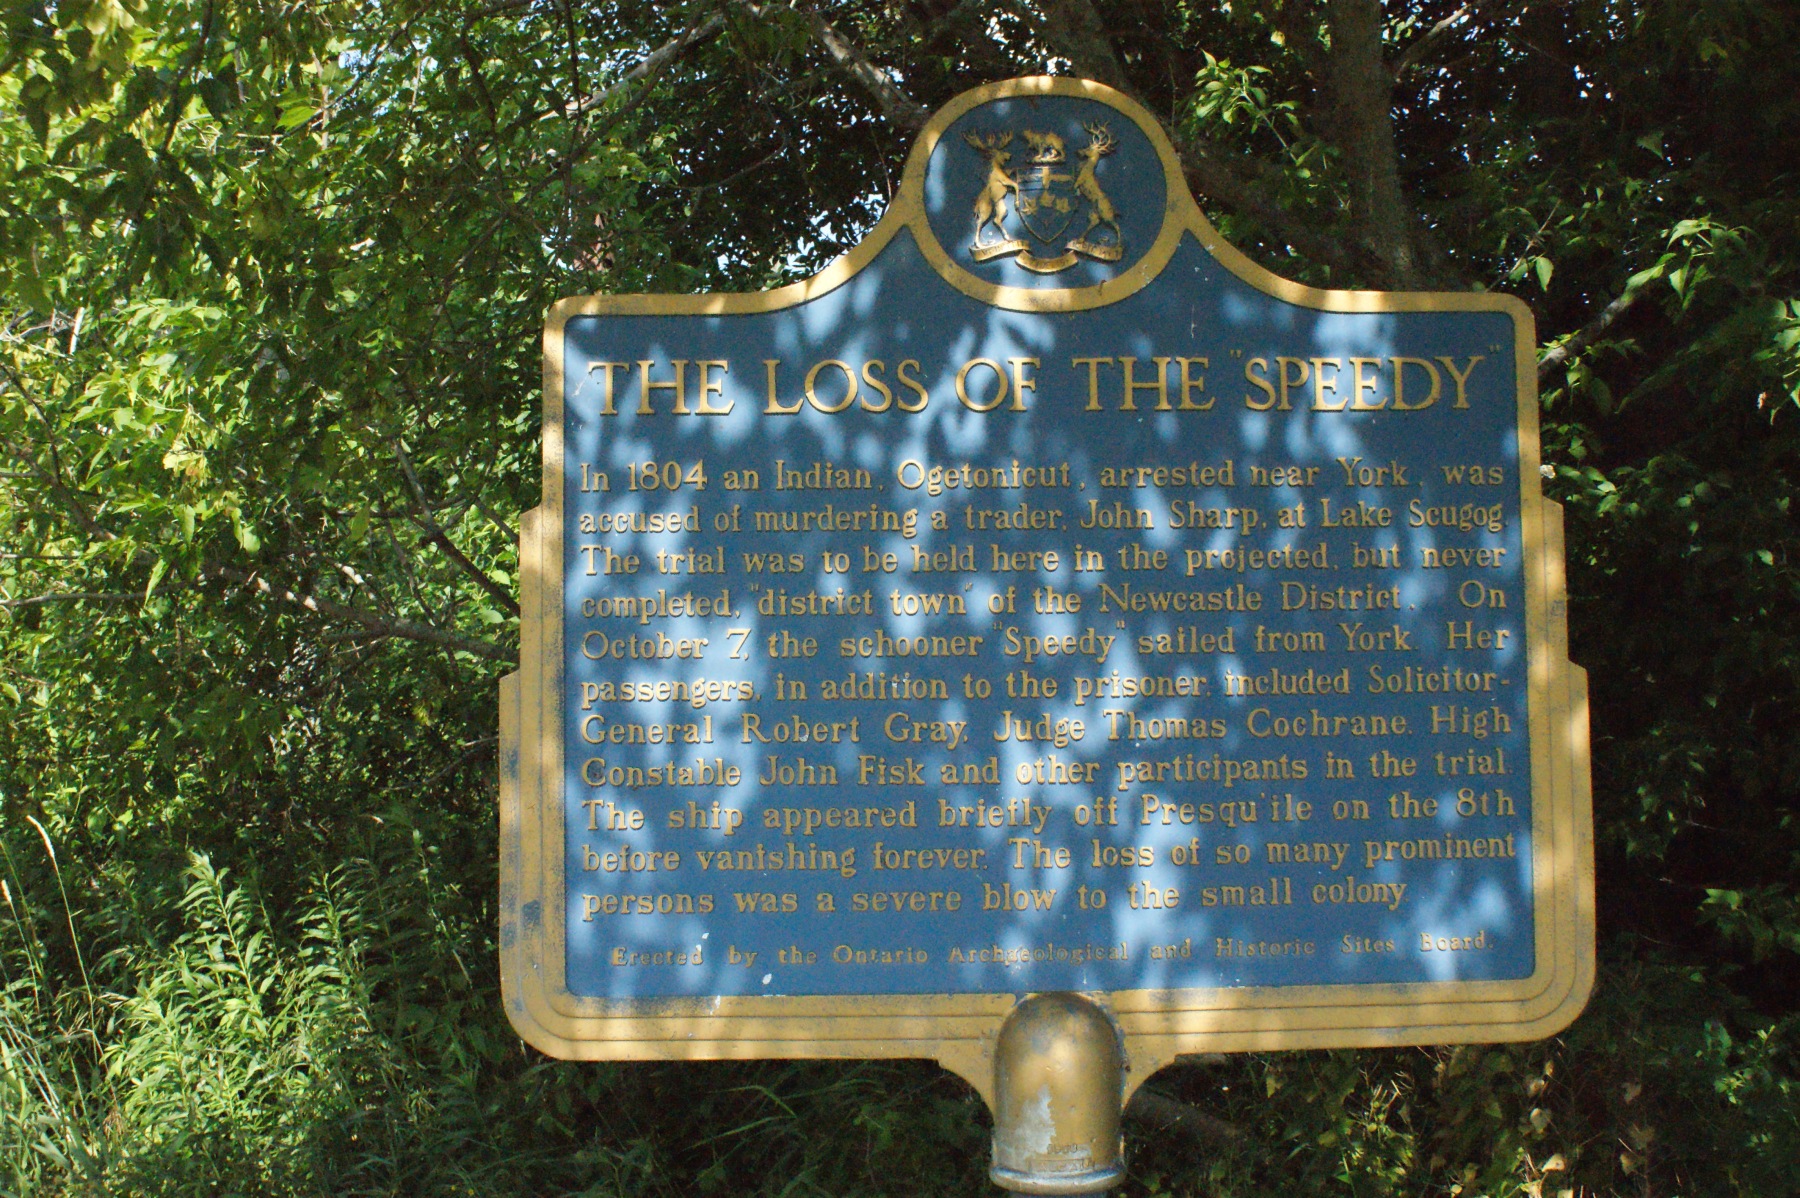 THE LOSS OF THE "SPEEDY"
In 1804 an Indian, Ogetonicut, arrested near York, was
accused of murdering a trader, John Sharp, at Lake Scugog.
The trial was to be held here in the projected, but never
completed, "district town" of the Newcastle District. On
October 7, the schooner "Speedy" sailed from York. Her
passengers, in addition to the prisoner, included Solicitor-
General Robert Gray, Judge Thomas Cochrane, High
Constable John Fisk and other participants in the trial.
The ship appeared briefly off Presqu'ile on the 8th
before vanishing forever. The loss of so many prominent
persons was a severe blow to the small colony.
Erected by the Ontario Archaeological and Historic Sites Board.